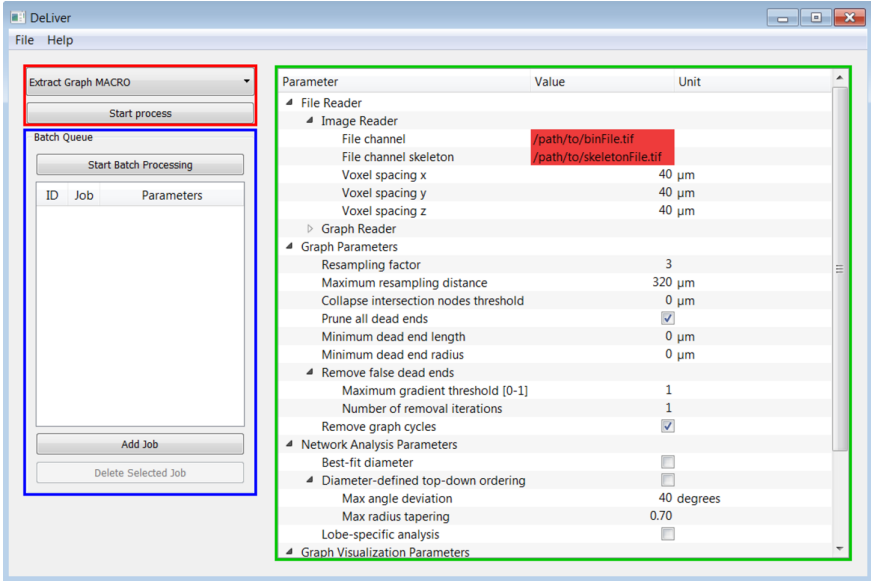 DeLiver
File Help
Extract Graph MACRO
Start process
Batch Queue
Start Batch Processing
ID Job Parameters
Add Job
Delete Selected Job
Parameter Value Unit
File Reader
Image Reader
File channel /path/to/binFile.tif
File channel skeleton /path/to/skeletonFile.tif
Voxel spacing x 40 µm
Voxel spacing y 40 µm
Voxel spacing z 40 µm
Graph Reader
Graph Parameters
Resampling factor 3
Maximum resampling distance 320 µm
Collapse intersection nodes threshold 0 µm
Prune all dead ends
Minimum dead end length 0 µm
Minimum dead end radius 0 µm
Remove false dead ends
Maximum gradient threshold [0-1] 1
Number of removal iterations 1
Remove graph cycles
Network Analysis Parameters
Best-fit diameter
Diameter-defined top-down ordering
Max angle deviation 40 degrees
Max radius tapering 0.70
Lobe-specific analysis
Graph Visualization Parameters